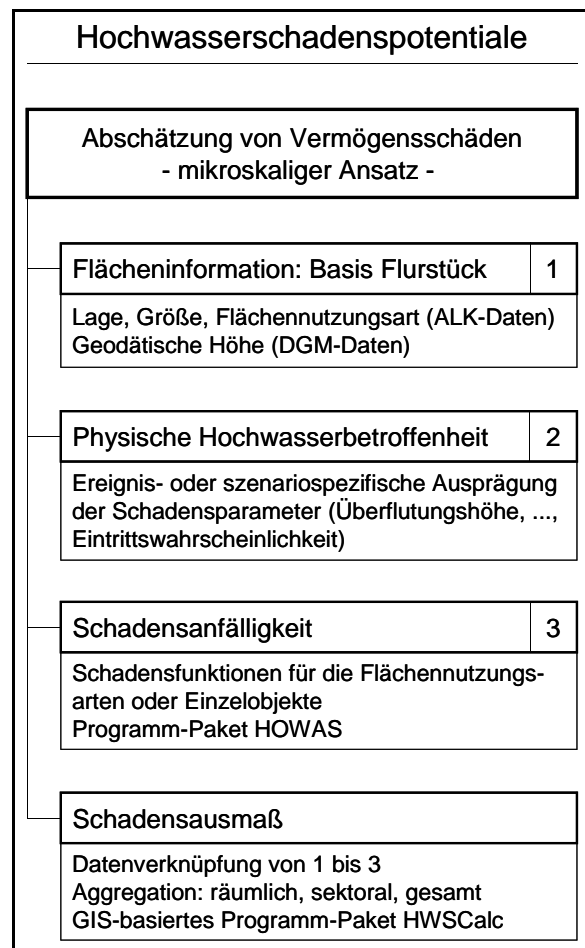 Hochwasserschadenspotentiale
Abschätzung von Vermögensschäden
- mikroskaliger Ansatz -
Flächeninformation: Basis Flurstück 1
Lage, Größe, Flächennutzungsart (ALK-Daten)
Geodätische Höhe (DGM-Daten)
Physische Hochwasserbetroffenheit 2
Ereignis- oder szenariospezifische Ausprägung
der Schadensparameter (Überflutungshöhe, ...,
Eintrittswahrscheinlichkeit)
Schadensanfälligkeit 3
Schadensfunktionen für die Flächennutzungs-
arten oder Einzelobjekte
Programm-Paket HOWAS
Schadensausmaß
Datenverknüpfung von 1 bis 3
Aggregation: räumlich, sektoral, gesamt
GIS-basiertes Programm-Paket HWSCalc